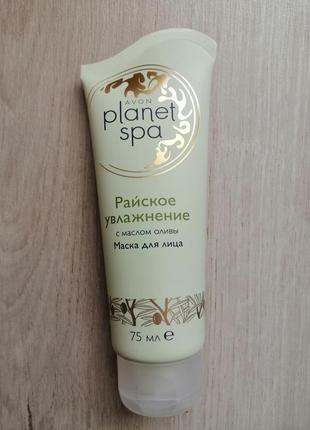 AVON
planet
spa
Райское
увлажнение
с маслом оливы
Маска для лица
75 мл e